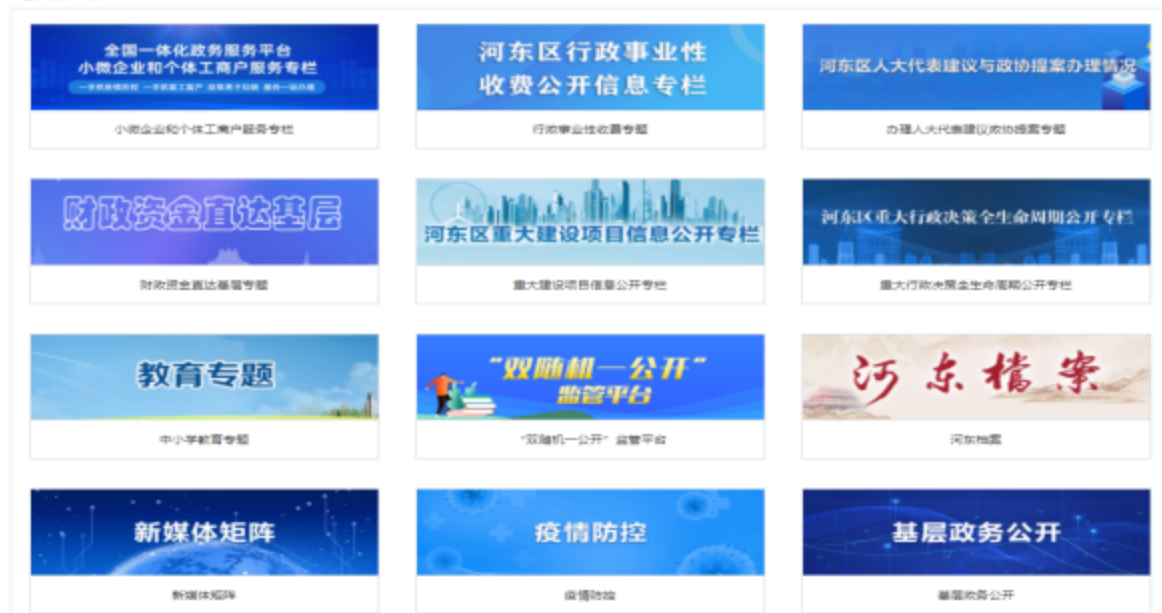 全国一体化政务服务平台
小微企业和个体工商户服务专栏
小微企业和个体工商户服务专栏
河东区行政事业性
收费公开信息专栏
行政事业性收费专题
河东区人大代表建议与政协提案办理情况
办理人大代表建议政协提案专题
财政资金直达基层
财政资金直达基层专题
河东区重大建设项目信息公开专栏
重大建设项目信息公开专栏
河东区重大行政决策全生命周期公开专栏
重大行政决策全生命周期公开专栏
教育专题
中小学教育专题
“双随机一公开”
监管平台
“双随机一公开”监管平台
河东档案
河东档案
新媒体矩阵
新媒体矩阵
疫情防控
疫情防控
基层政务公开
基层政务公开